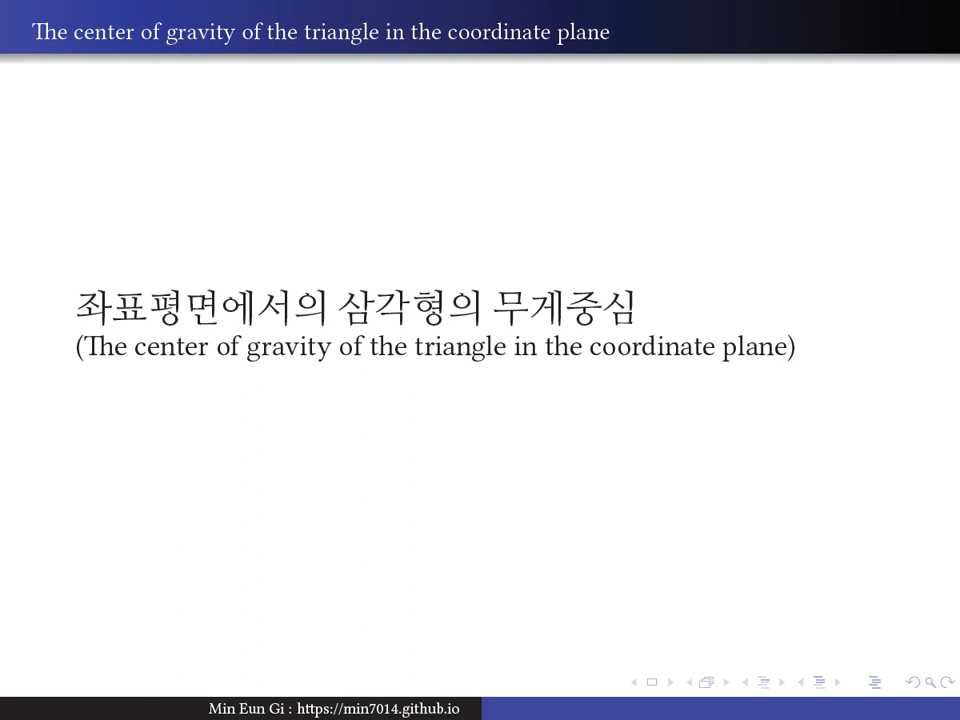 The center of gravity of the triangle in the coordinate plane
좌표평면에서의 삼각형의 무게중심
(The center of gravity of the triangle in the coordinate plane)
Min Eun Gi : https://min7014.github.io